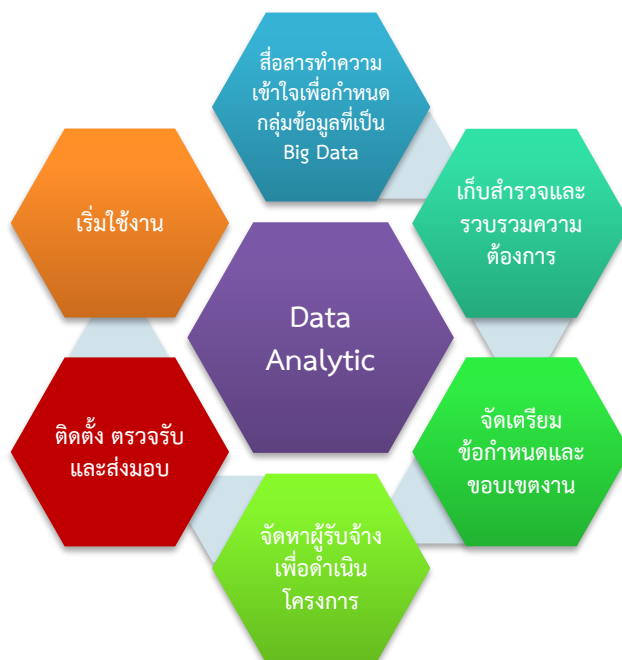 สื่อสารทำความ
เข้าใจเพื่อกำหนด
กลุ่มข้อมูลที่เป็น
Big Data
เก็บสำรวจและ
รวบรวมความ
ต้องการ
จัดเตรียม
ข้อกำหนดและ
ขอบเขตงาน
จัดหาผู้รับจ้าง
เพื่อดำเนิน
โครงการ
ติดตั้ง ตรวจรับ
และส่งมอบ
เริ่มใช้งาน
Data
Analytic